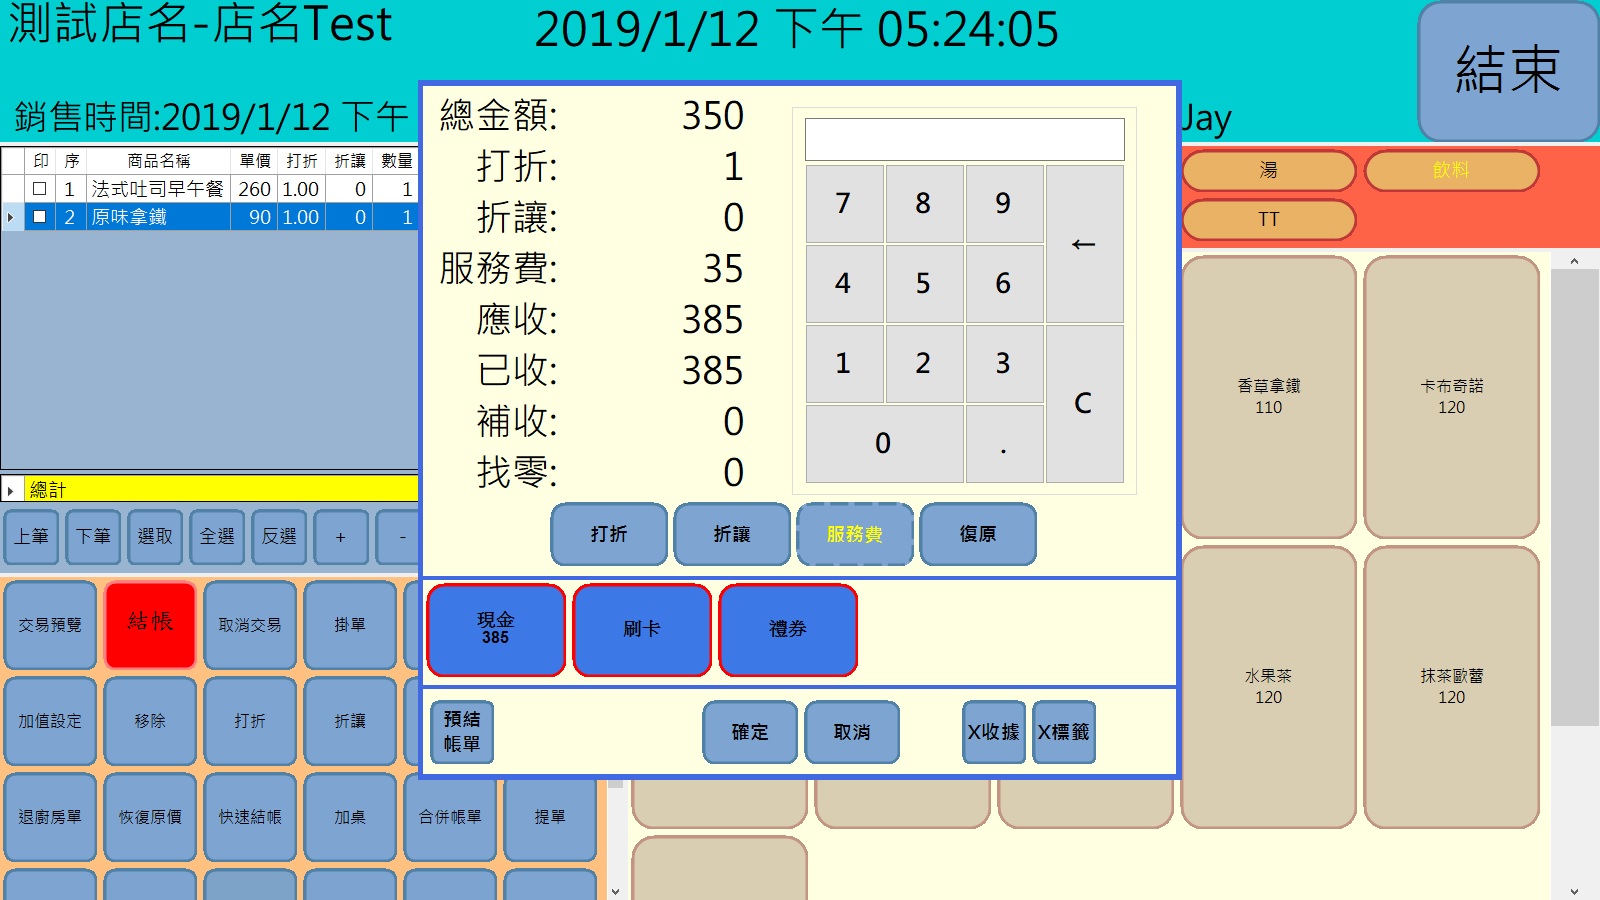 測試店名-店名Test
2019/1/12 下午 05:24:05
結束
銷售時間:2019/1/12 下午
Jay
印 序 商品名稱 單價 打折 折讓 數量
1 法式吐司早午餐 260 1.00 0 1
2 原味拿鐵 90 1.00 0 1
總計
上筆 下筆 選取 全選 反選 + -
交易預覽 結帳 取消交易 掛單
加值設定 移除 打折 折讓
退廚房單 恢復原價 快速結帳 加桌 合併帳單 提單
總金額: 350
打折: 1
折讓: 0
服務費: 35
應收: 385
已收: 385
補收: 0
找零: 0
7 8 9 ←
4 5 6
1 2 3 C
0 .
打折 折讓 服務費 復原
現金
385
刷卡
禮券
預結
帳單
確定 取消 X收據 X標籤
湯 飲料
TT
香草拿鐵
110
卡布奇諾
120
水果茶
120
抹茶歐蕾
120